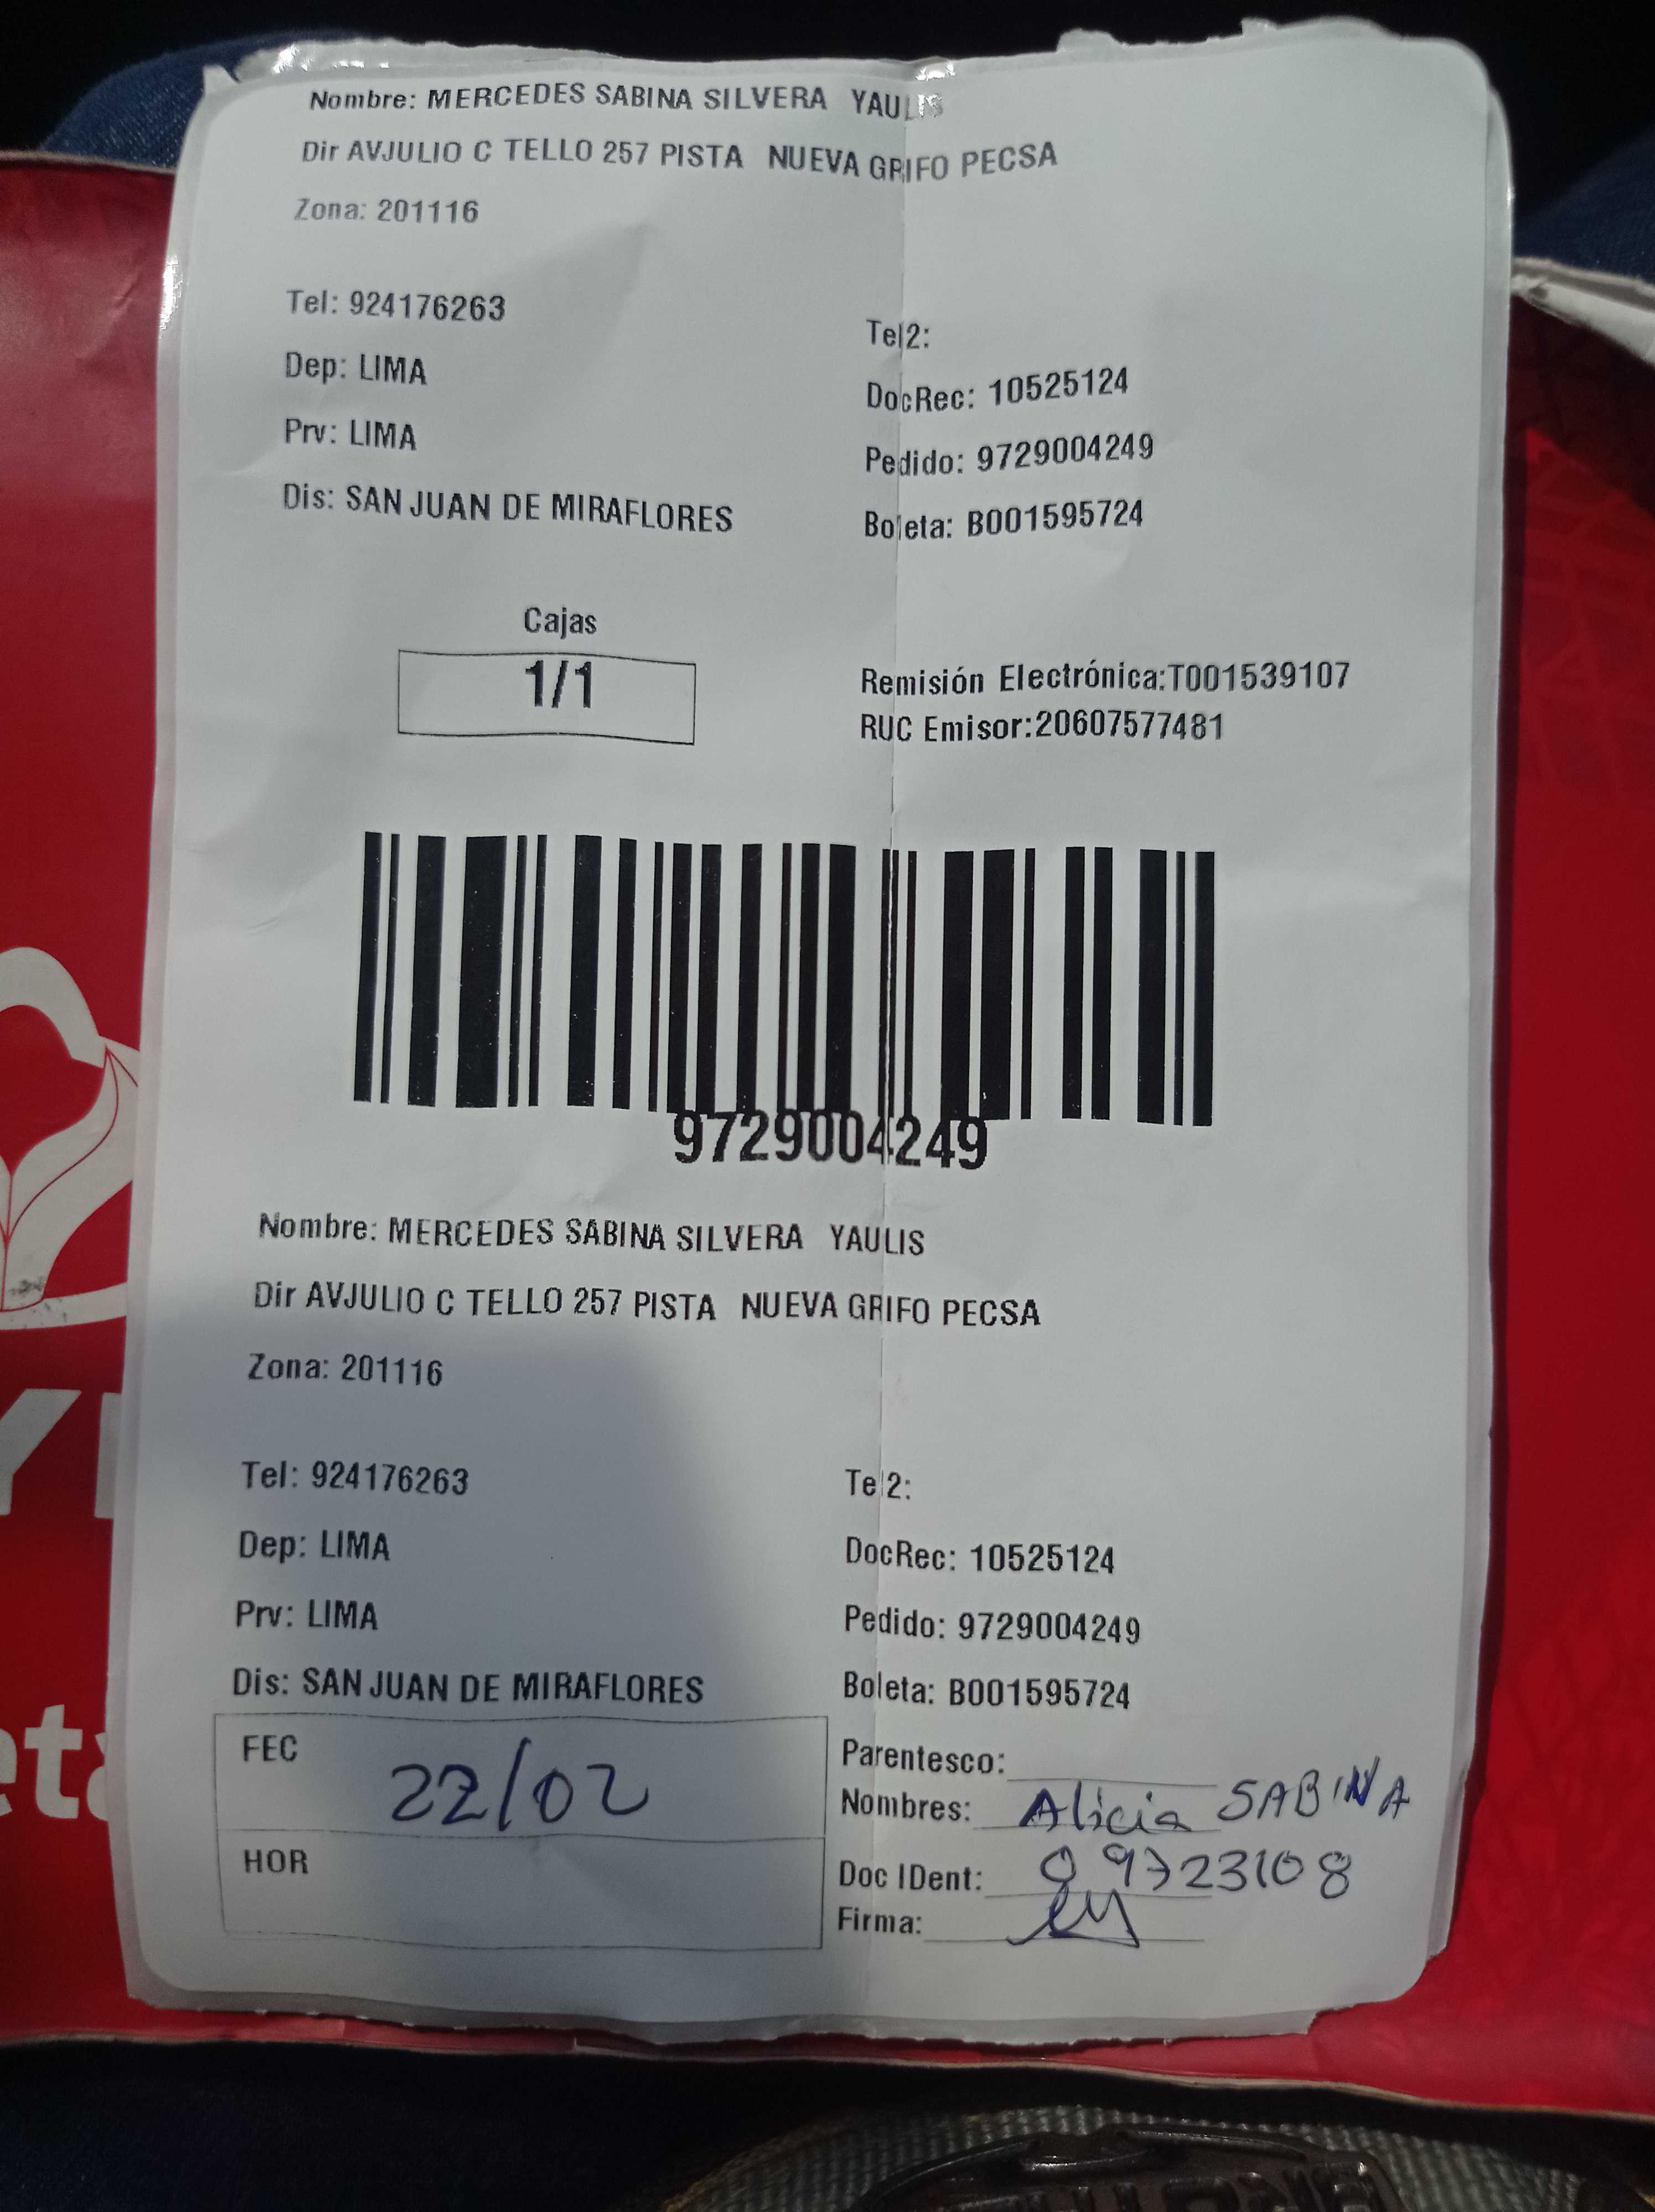 Nombre: MERCEDES SABINA SILVERA YAULIS
Dir AVJULIO C TELLO 257 PISTA NUEVA GRIFO PECSA
Zona: 201116
Tel: 924176263
Tel2:
Dep: LIMA
DocRec: 10525124
Prv: LIMA
Pedido: 9729004249
Dis: SAN JUAN DE MIRAFLORES
Boleta: B001595724
Cajas
1/1
Remisión Electrónica:T001539107
RUC Emisor:20607577481
9729004249
Nombre: MERCEDES SABINA SILVERA YAULIS
Dir AVJULIO C TELLO 257 PISTA NUEVA GRIFO PECSA
Zona: 201116
Tel: 924176263
Tel2:
Dep: LIMA
DocRec: 10525124
Prv: LIMA
Pedido: 9729004249
Dis: SAN JUAN DE MIRAFLORES
Boleta: B001595724
FEC 22/02
HOR
Parentesco:
Nombres: Alicia SABINA
Doc IDent: 09723108
Firma: